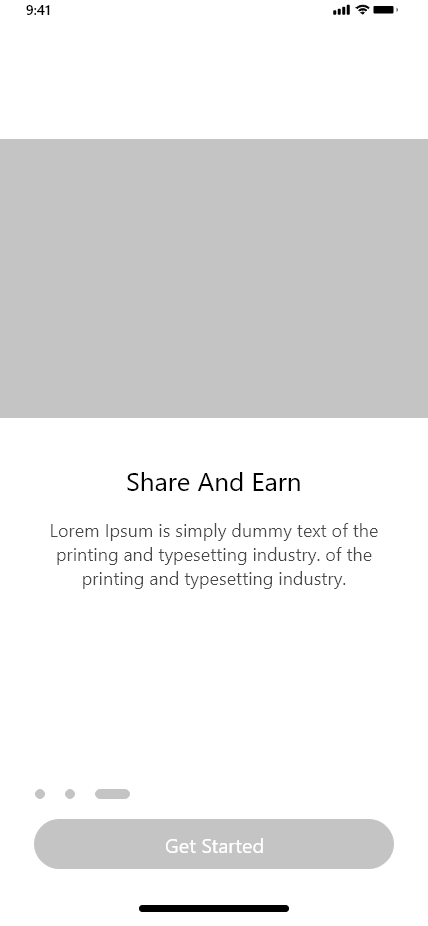 9:41
Share And Earn
Lorem Ipsum is simply dummy text of the
printing and typesetting industry. of the
printing and typesetting industry.
Get Started